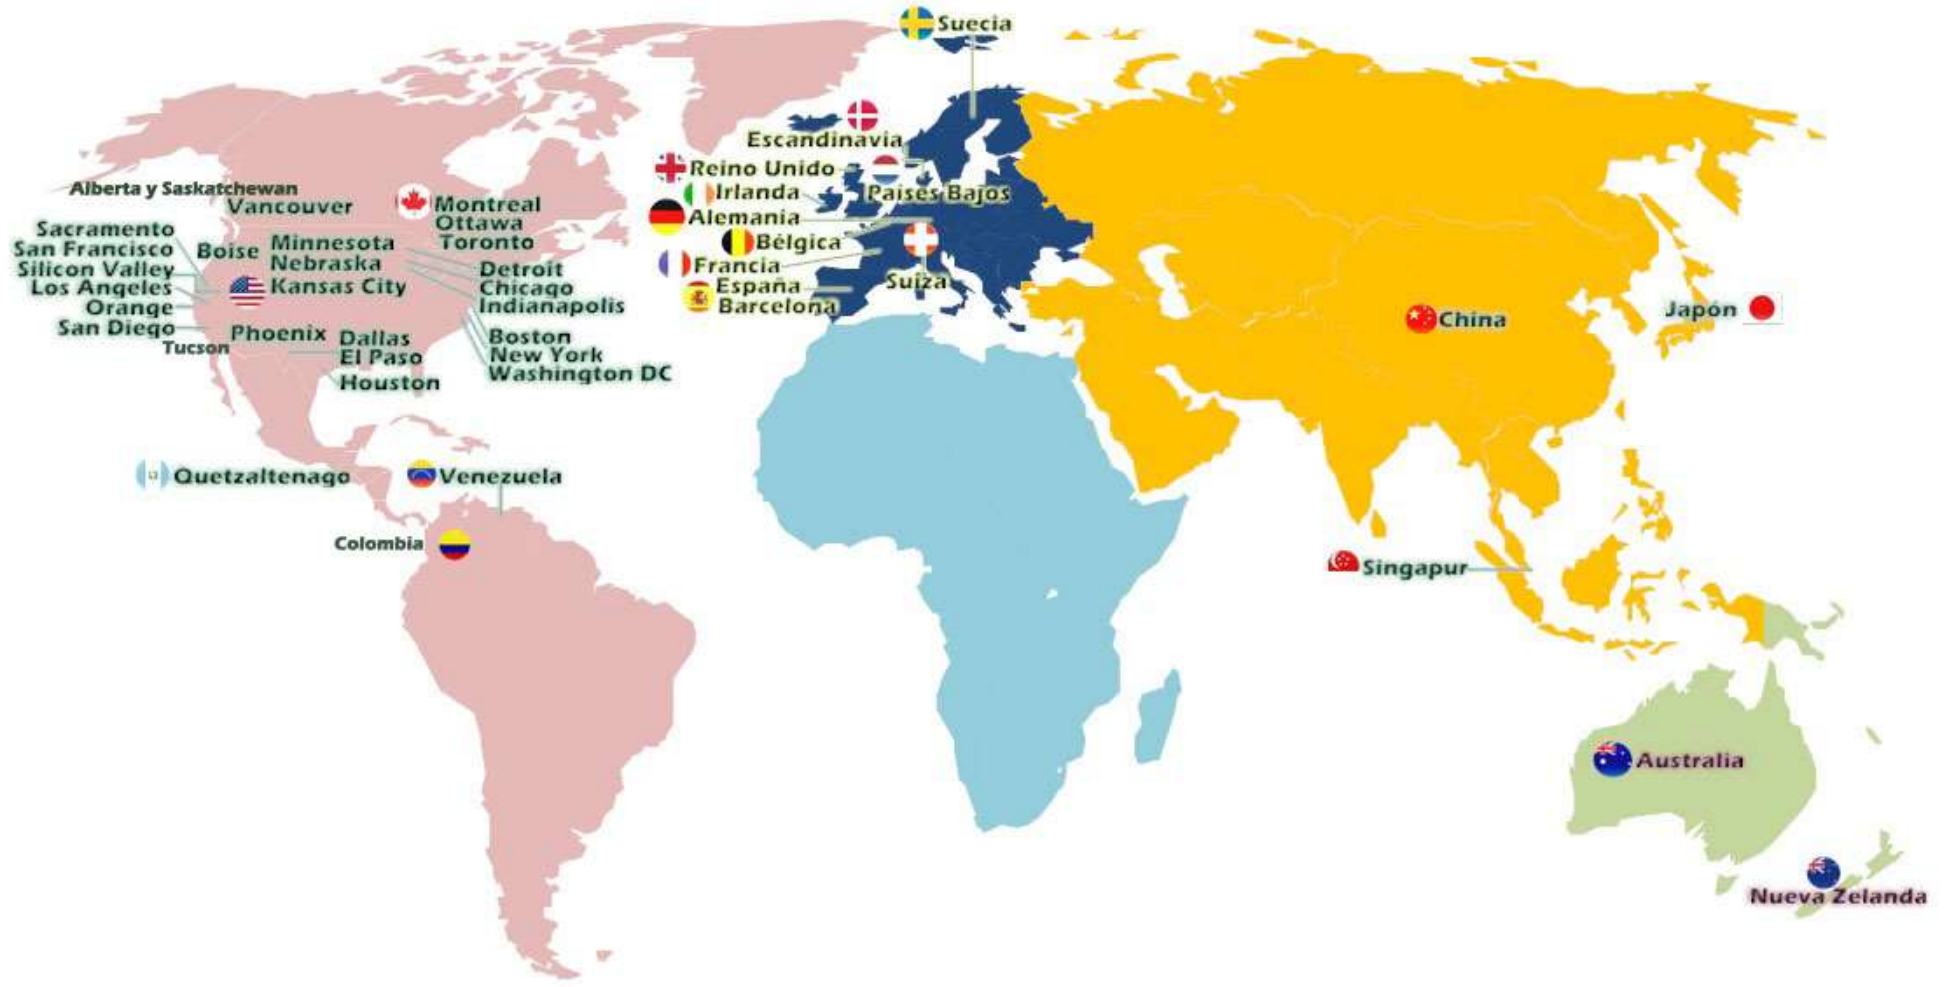 Suecia
Escandinavia
Reino Unido
Países Bajos
Irlanda
Alemania
Bélgica
Francia
Suiza
España
Barcelona
Alberta y Saskatchewan
Vancouver
Montreal
Ottawa
Toronto
Sacramento
San Francisco
Silicon Valley
Los Angeles
Orange
San Diego
Tucson
Boise
Minnesota
Nebraska
Kansas City
Phoenix
Dallas
El Paso
Houston
Detroit
Chicago
Indianapolis
Boston
New York
Washington DC
Quetzaltenago
Venezuela
Colombia
China
Japón
Singapur
Australia
Nueva Zelanda